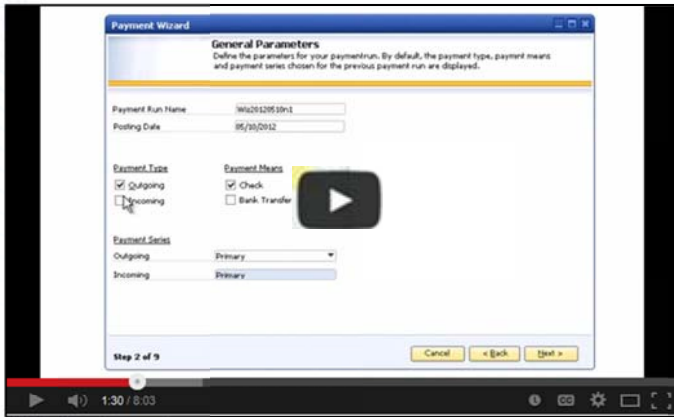 Payment Wizard
General Parameters
Define the parameters for your paymentrun. By default, the payment type, paymnt means
and payment series chosen for the previous payment run are displayed.
Payment Run Name Wiz20120510n1
Posting Date 05/10/2012
Payment Type Payment Means
Outgoing Check
Incoming Bank Transfer
Payment Series
Outgoing Primary
Incoming Primary
Step 2 of 9 Cancel < Back Next >
1:30 / 8:03 CC